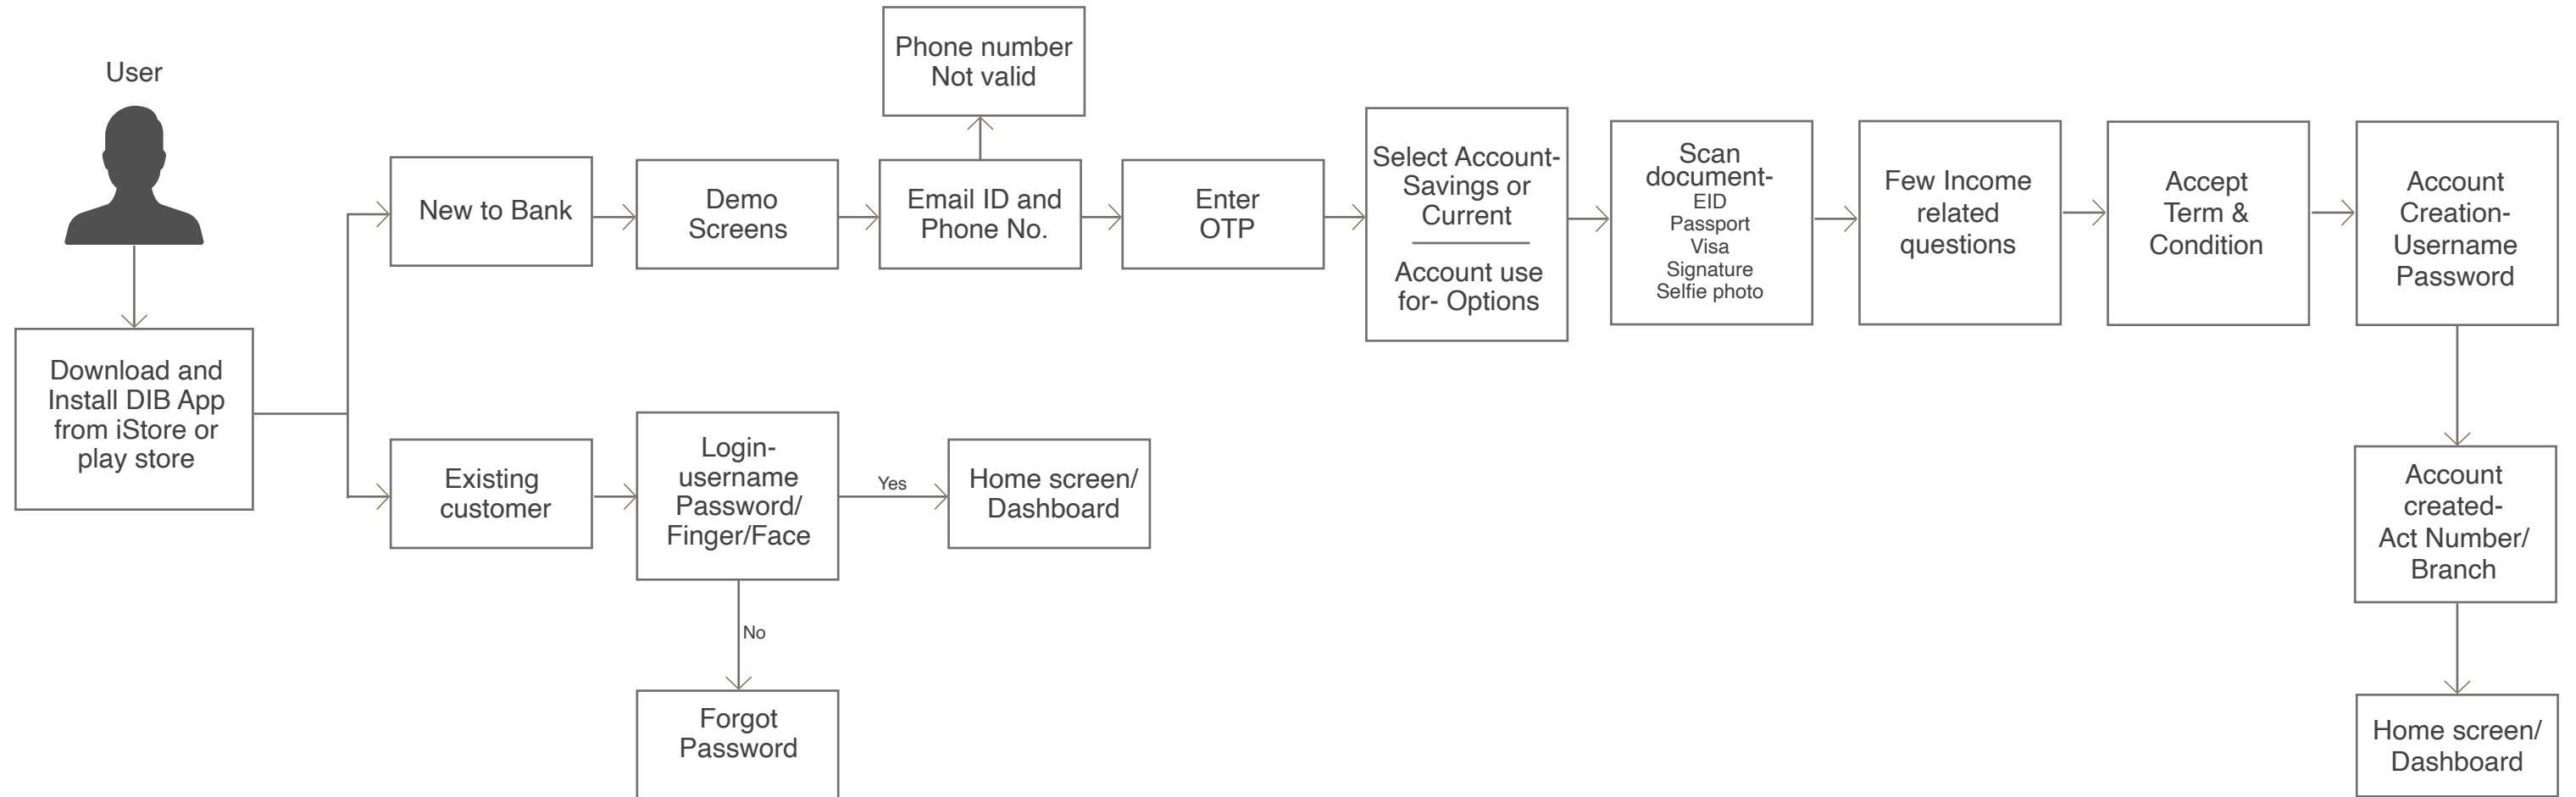 User
Download and
Install DIB App
from iStore or
play store
New to Bank
Demo
Screens
Phone number
Not valid
Email ID and
Phone No.
Enter
OTP
Select Account-
Savings or
Current
Account use
for- Options
Scan
document-
EID
Passport
Visa
Signature
Selfie photo
Few Income
related
questions
Accept
Term &
Condition
Account
Creation-
Username
Password
Account
created-
Act Number/
Branch
Home screen/
Dashboard
Existing
customer
Login-
username
Password/
Finger/Face
Yes
Home screen/
Dashboard
No
Forgot
Password